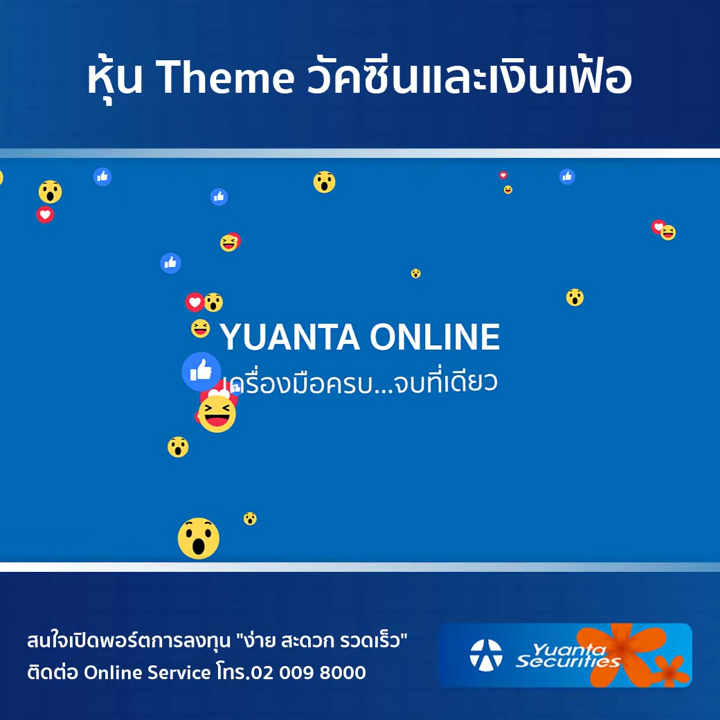 หุ้น Theme วัคซีนและเงินเฟ้อ
YUANTA ONLINE
เครื่องมือครบ...จบที่เดียว
สนใจเปิดพอร์ตการลงทุน "ง่าย สะดวก รวดเร็ว"
ติดต่อ Online Service โทร.02 009 8000
Yuanta
Securities